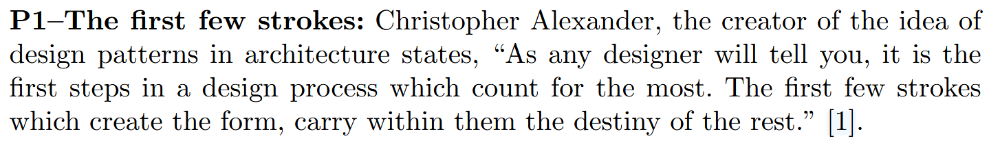 P1–The first few strokes: Christopher Alexander, the creator of the idea of
design patterns in architecture states, “As any designer will tell you, it is the
first steps in a design process which count for the most. The first few strokes
which create the form, carry within them the destiny of the rest.” [1].